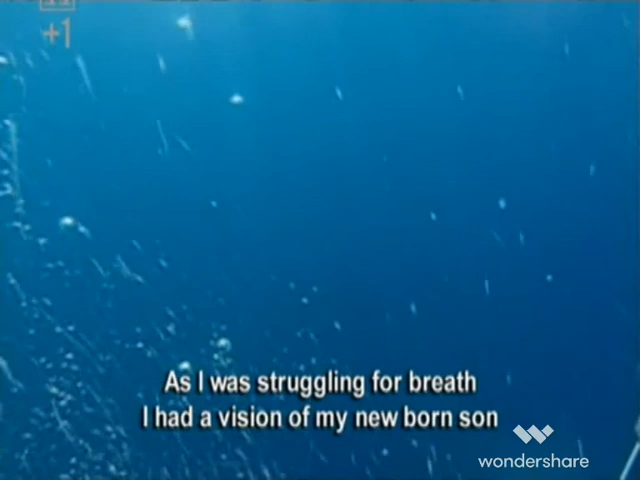 +1
As I was struggling for breath
I had a vision of my new born son
wondershare